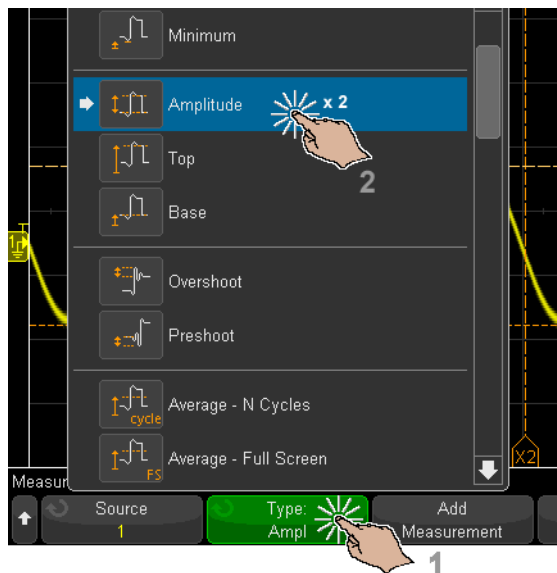 Minimum
Amplitude
x 2
Top
2
Base
Overshoot
Preshoot
cycle
Average - N Cycles
FS
Average - Full Screen
1
X2
Measur
Source
1
Type:
Ampl
Add
Measurement
1